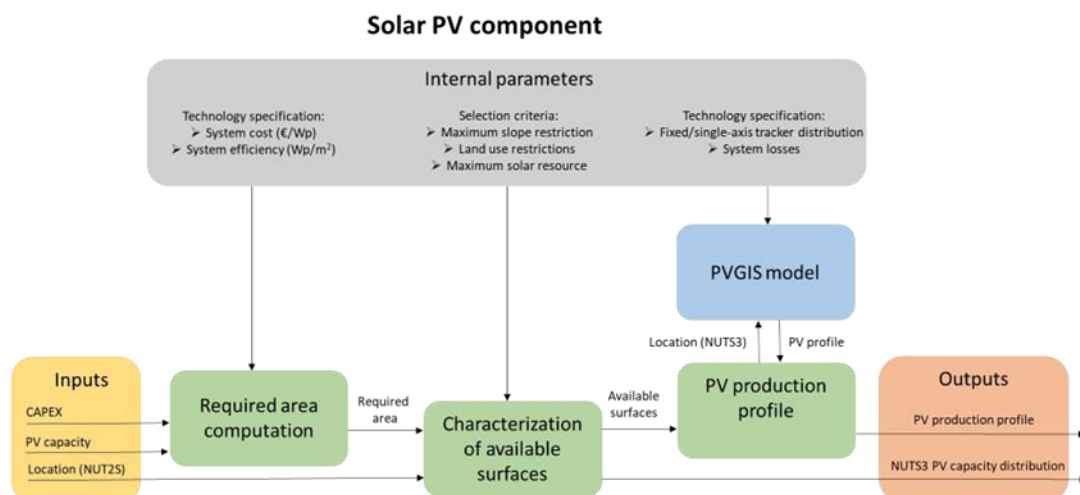 Solar PV component
Internal parameters
Technology specification:
➢ System cost (€/Wp)
➢ System efficiency (Wp/m²)
Selection criteria:
➢ Maximum slope restriction
➢ Land use restrictions
➢ Maximum solar resource
Technology specification:
➢ Fixed/single-axis tracker distribution
➢ System losses
PVGIS model
Location (NUTS3)
PV profile
Inputs
CAPEX
PV capacity
Location (NUT2S)
Required area
computation
Required
area
Characterization
of available
surfaces
Available
surfaces
PV production
profile
Outputs
PV production profile
NUTS3 PV capacity distribution